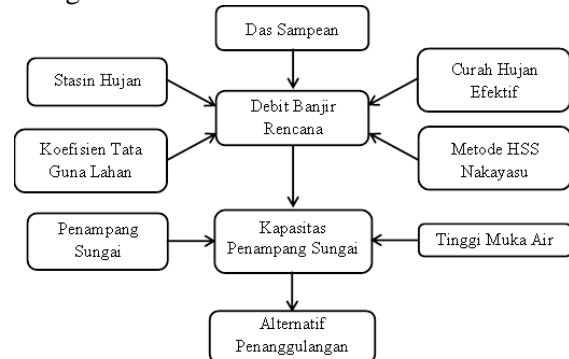 Das Sampean
Stasin Hujan
Curah Hujan
Efektif
Debit Banjir
Rencana
Koefisien Tata
Guna Lahan
Metode HSS
Nakayasu
Penampang
Sungai
Kapasitas
Penampang Sungai
Tinggi Muka Air
Alternatif
Penanggulangan